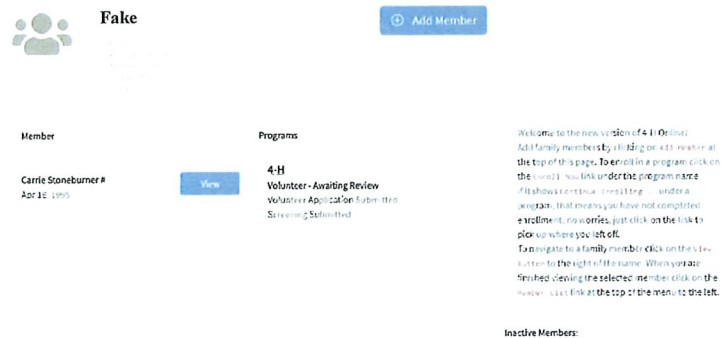 Fake
Add Member
Member
Programs
Carrie Stoneburner #
Apr 16, 1995
View
4-H
Volunteer - Awaiting Review
Volunteer Application Submitted
Screening Submitted
Welcome to the new version of 4-H Online!
Add family members by clicking on add member at
the top of this page. To enroll in a program click on
the Enroll Now link under the program name
if it shows Continue Enrolling . under a
program, that means you have not completed
enrollment, no worries, just click on the link to
pick up where you left off.
To navigate to a family member click on the view
button to the right of the name. When you are
finished viewing the selected member click on the
Member List link at the top of the menu to the left.
Inactive Members: